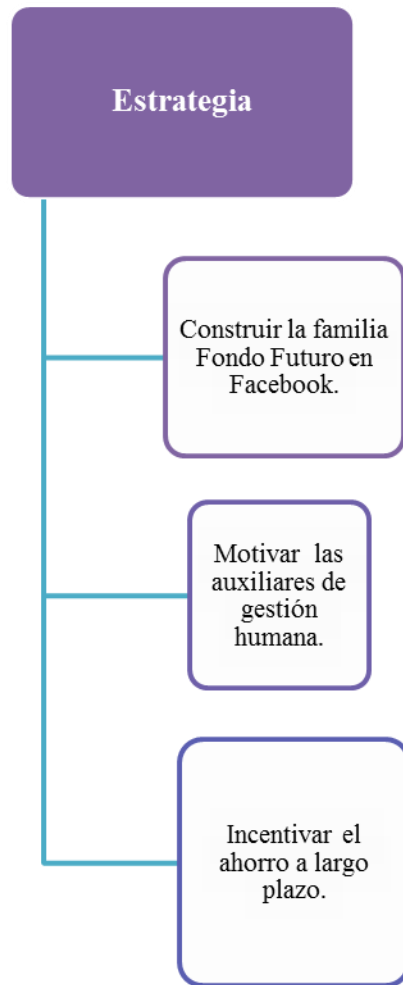 Estrategia
Construir la familia
Fondo Futuro en
Facebook.
Motivar las
auxiliares de
gestión
humana.
Incentivar el
ahorro a largo
plazo.